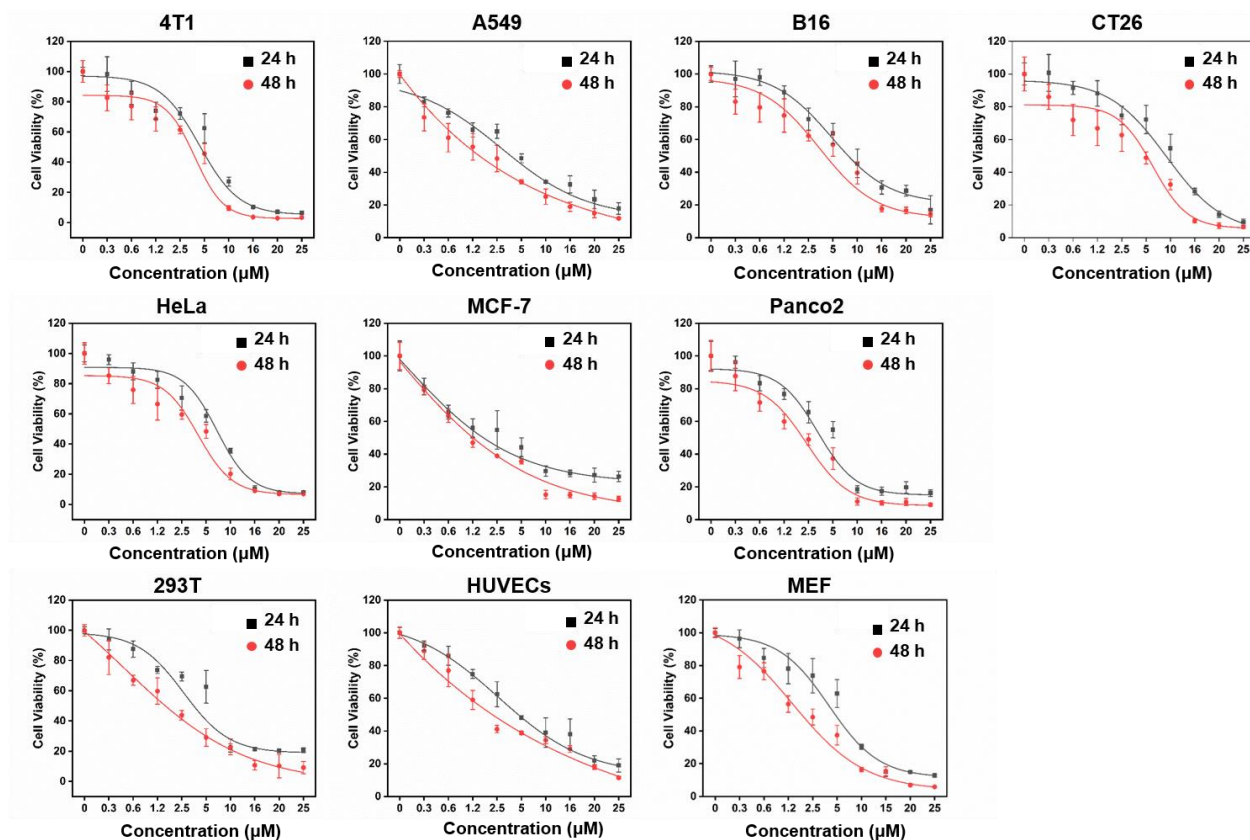 4T1
A549
B16
CT26
24 h
48 h
24 h
48 h
24 h
48 h
24 h
48 h
Cell Viability (%)
120
100
80
60
40
20
0
0 0.3 0.6 1.2 2.5 5 10 16 20 25
Concentration (μM)
Cell Viability (%)
120
100
80
60
40
20
0
0 0.3 0.6 1.2 2.5 5 10 15 20 25
Concentration (μM)
Cell Viability (%)
120
100
80
60
40
20
0
0 0.3 0.6 1.2 2.5 5 10 15 20 25
Concentration (μM)
Cell Viability (%)
120
100
80
60
40
20
0
0 0.3 0.6 1.2 2.5 5 10 16 20 25
Concentration (μM)
HeLa
MCF-7
Panco2
24 h
48 h
24 h
48 h
24 h
48 h
Cell Viability (%)
120
100
80
60
40
20
0
0 0.3 0.6 1.2 2.5 5 10 16 20 25
Concentration (μM)
Cell Viability (%)
120
100
80
60
40
20
0
0 0.3 0.6 1.2 2.5 5 10 15 20 25
Concentration (μM)
Cell Viability (%)
120
100
80
60
40
20
0
0 0.3 0.6 1.2 2.5 5 10 15 20 25
Concentration (μM)
293T
HUVECs
MEF
24 h
48 h
24 h
48 h
24 h
48 h
Cell Viability (%)
120
100
80
60
40
20
0
0 0.3 0.6 1.2 2.5 5 10 16 20 25
Concentration (μM)
Cell Viability (%)
120
100
80
60
40
20
0
0 0.3 0.6 1.2 2.5 5 10 15 20 25
Concentration (μM)
Cell Viability (%)
120
100
80
60
40
20
0
0 0.3 0.6 1.2 2.5 5 10 15 20 25
Concentration (μM)